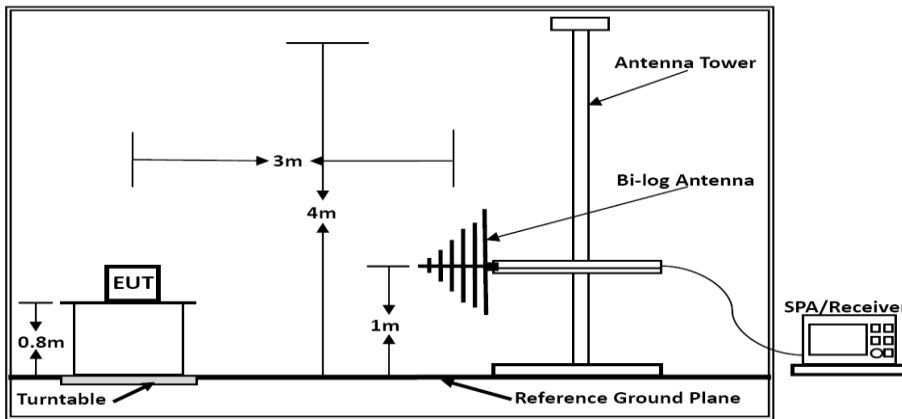 Antenna Tower
3m
Bi-log Antenna
4m
EUT
SPA/Receiver
0.8m
1m
Turntable
Reference Ground Plane